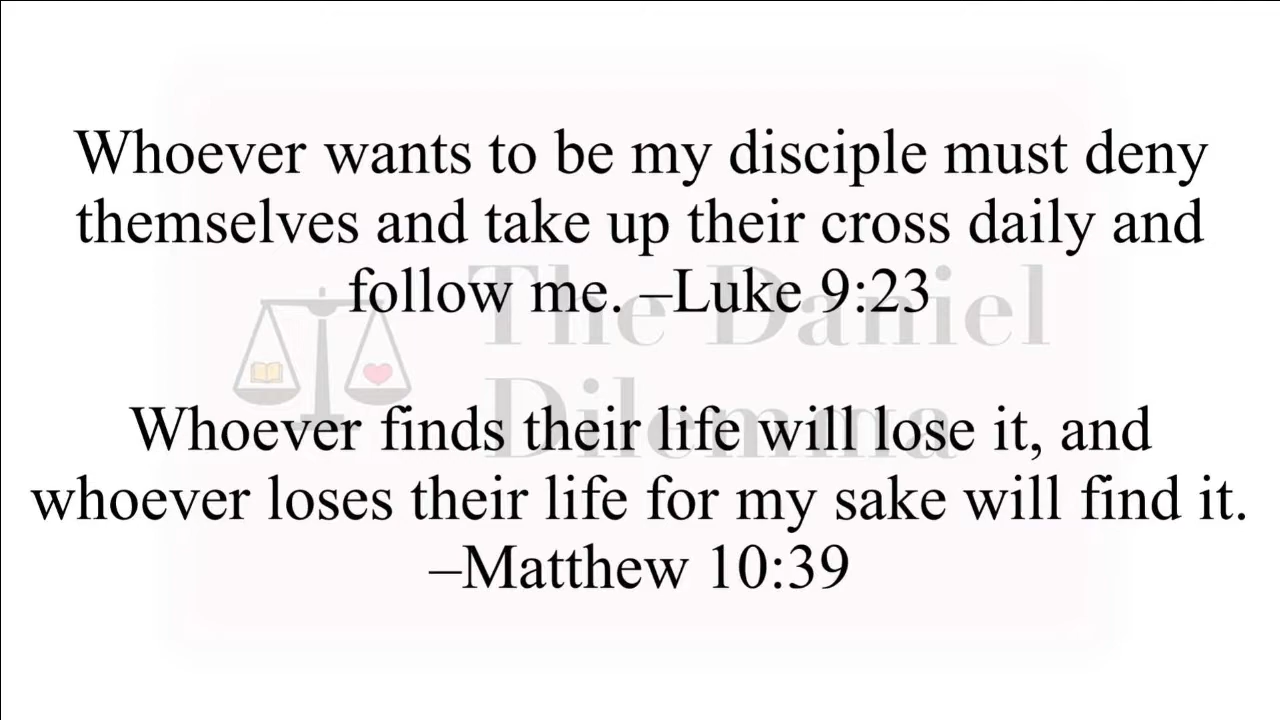 Whoever wants to be my disciple must deny
themselves and take up their cross daily and
follow me. –Luke 9:23
The Daniel
Dilemma
Whoever finds their life will lose it, and
whoever loses their life for my sake will find it.
–Matthew 10:39